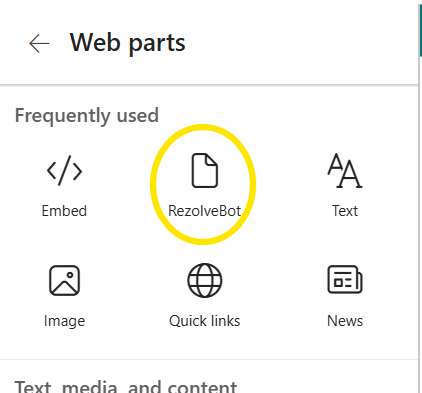 Web parts
Frequently used
Embed
RezolveBot
Text
Image
Quick links
News
Text, media, and content